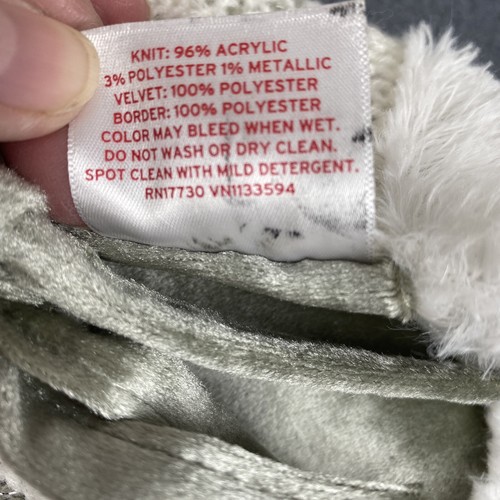 KNIT: 96% ACRYLIC
3% POLYESTER 1% METALLIC
VELVET: 100% POLYESTER
BORDER: 100% POLYESTER
COLOR MAY BLEED WHEN WET.
DO NOT WASH OR DRY CLEAN.
SPOT CLEAN WITH MILD DETERGENT.
RN17730 VN1133594